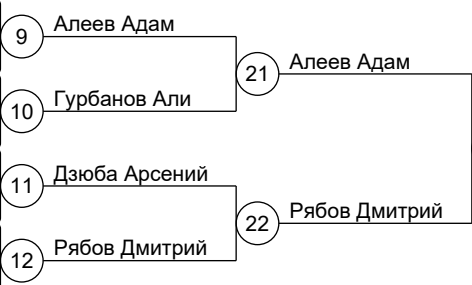 9 Алеев Адам
21 Алеев Адам
10 Гурбанов Али
11 Дзюба Арсений
22 Рябов Дмитрий
12 Рябов Дмитрий